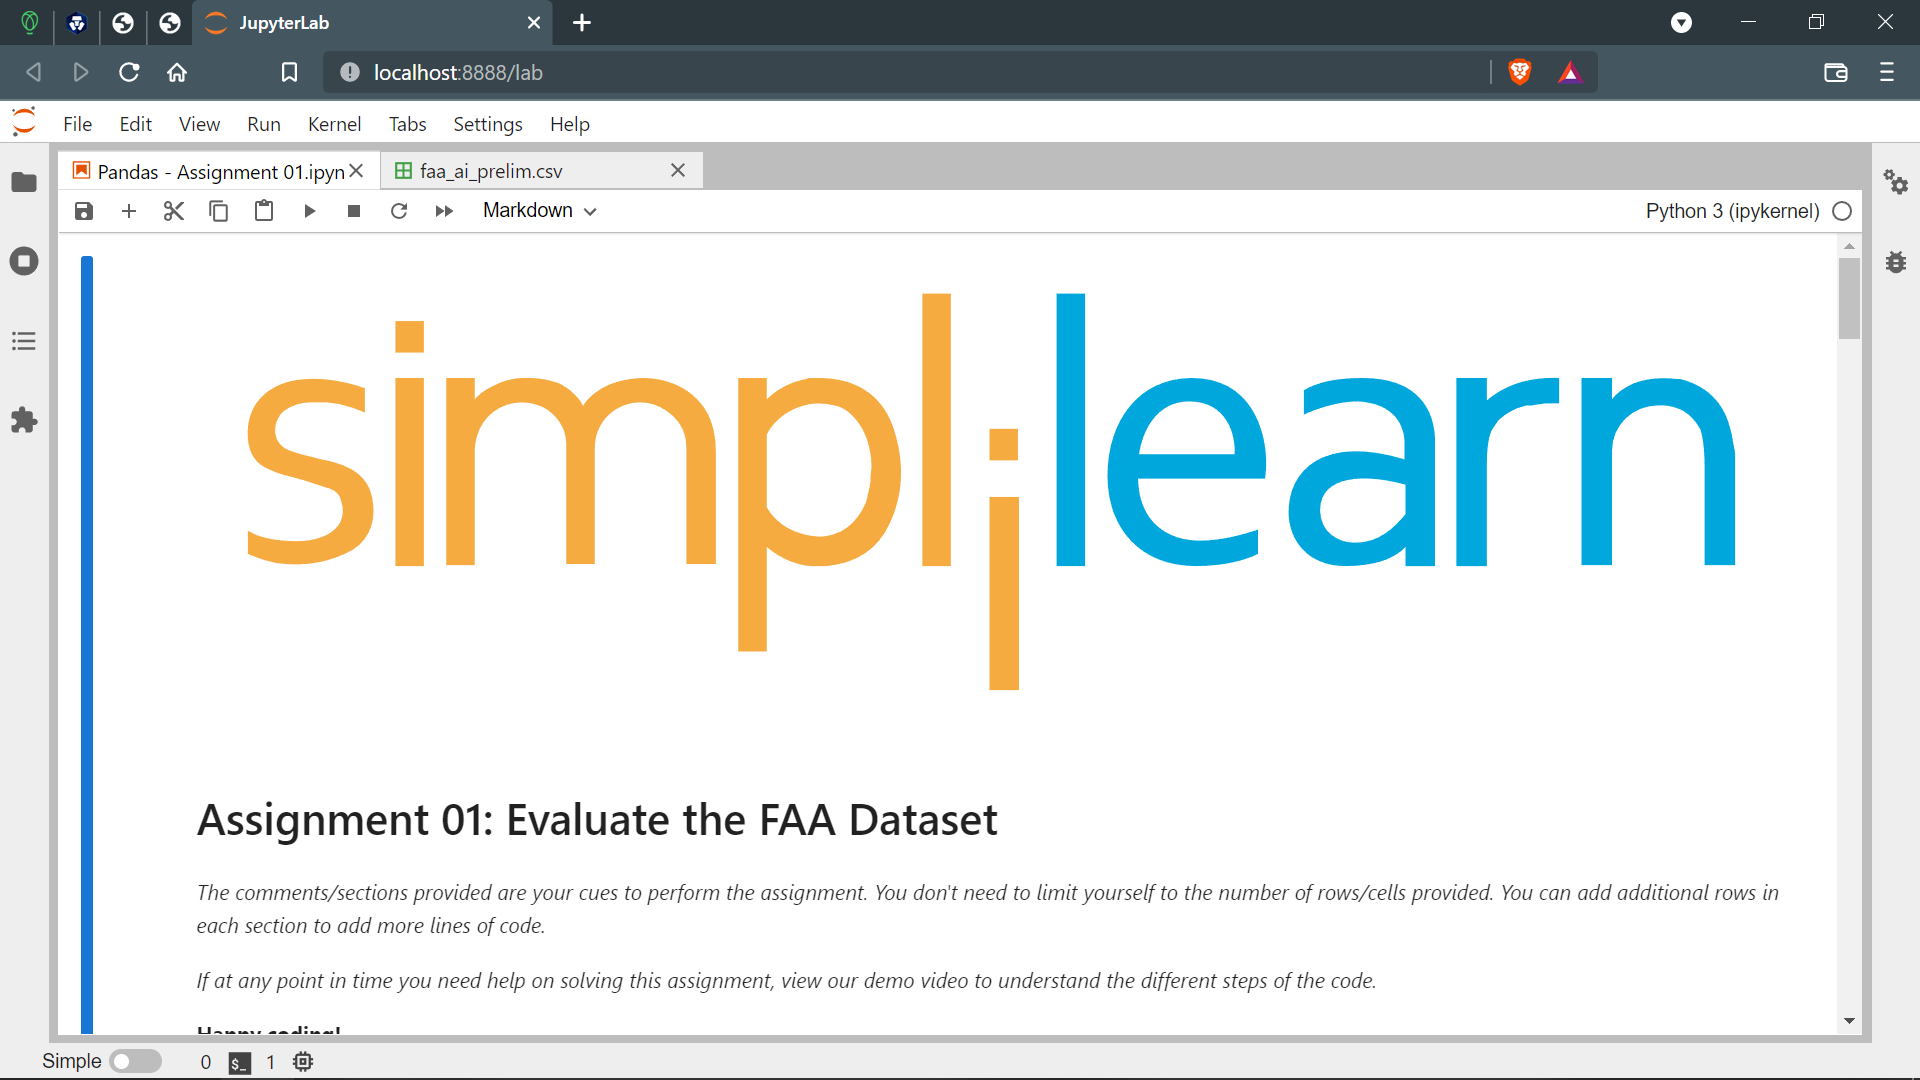 JupyterLab
localhost:8888/lab
File Edit View Run Kernel Tabs Settings Help
Pandas - Assignment 01.ipyn
faa_ai_prelim.csv
Markdown
Python 3 (ipykernel)
simplilearn
Assignment 01: Evaluate the FAA Dataset
The comments/sections provided are your cues to perform the assignment. You don't need to limit yourself to the number of rows/cells provided. You can add additional rows in
each section to add more lines of code.
If at any point in time you need help on solving this assignment, view our demo video to understand the different steps of the code.
Happy coding!
Simple 0 $_ 1